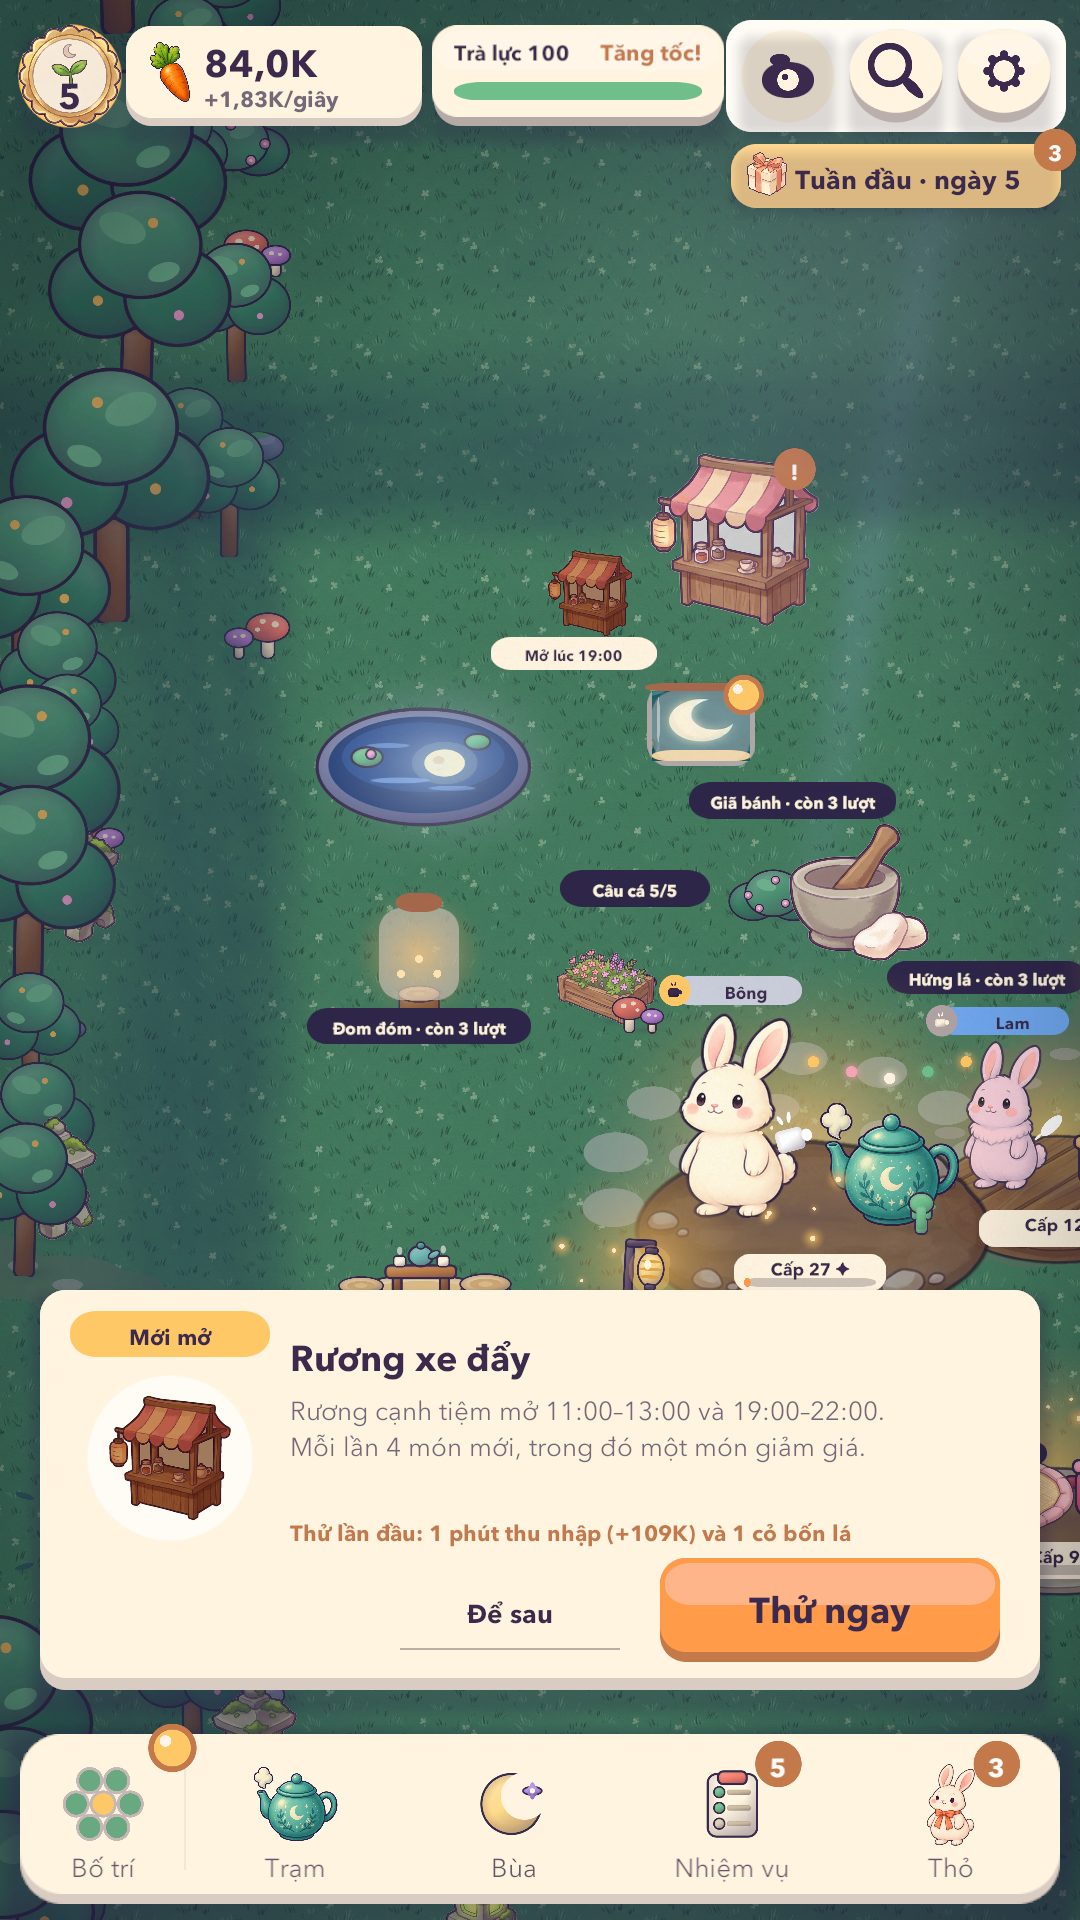 5
84,0K
+1,83K/giây
Trà lực 100
Tăng tốc!
3
Tuần đầu · ngày 5
!
Mở lúc 19:00
Giã bánh · còn 3 lượt
Câu cá 5/5
Hứng lá · còn 3 lượt
Bông
Lam
Đom đóm · còn 3 lượt
Cấp 12
Cấp 27 ✦
Mới mở
Rương xe đẩy
Rương cạnh tiệm mở 11:00–13:00 và 19:00–22:00.
Mỗi lần 4 món mới, trong đó một món giảm giá.
Thử lần đầu: 1 phút thu nhập (+109K) và 1 cỏ bốn lá
Cấp 9
Để sau
Thử ngay
5
3
Bố trí
Trạm
Bùa
Nhiệm vụ
Thỏ